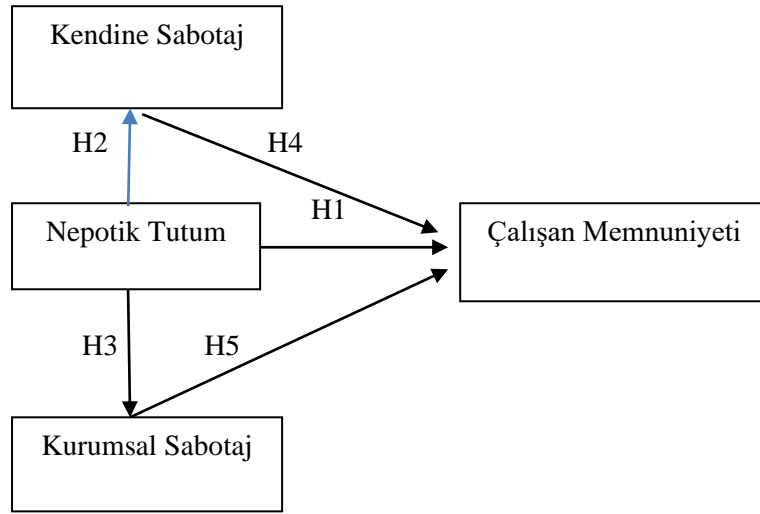 Kendine Sabotaj
H2
H4
H1
Nepotik Tutum
Çalışan Memnuniyeti
H3
H5
Kurumsal Sabotaj